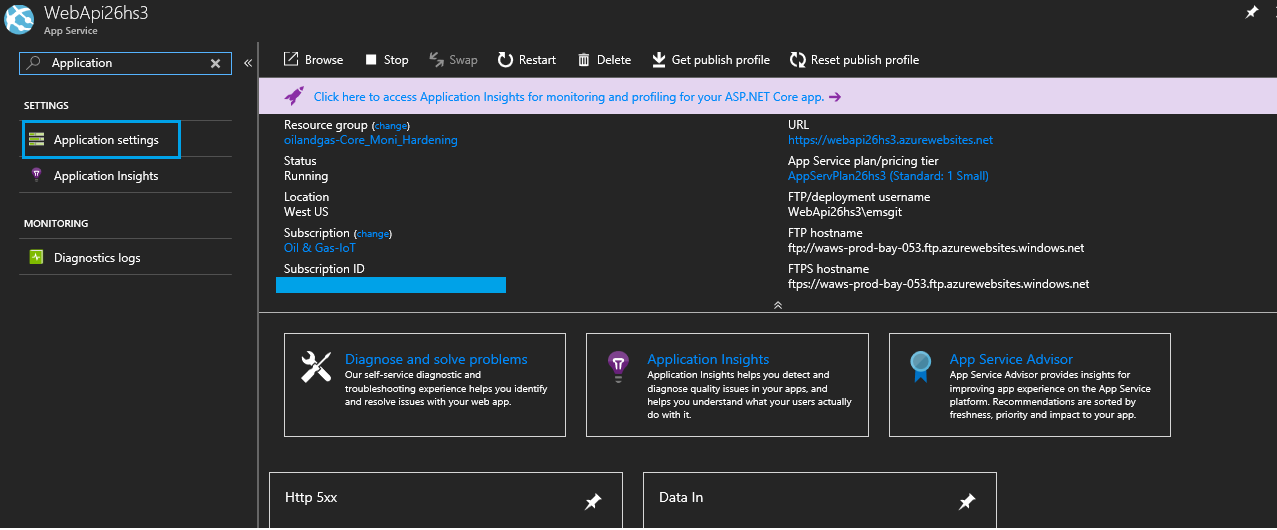 WebApi26hs3
App Service
Application
«
SETTINGS
Application settings
Application Insights
MONITORING
Diagnostics logs
Browse
Stop
Swap
Restart
Delete
Get publish profile
Reset publish profile
Click here to access Application Insights for monitoring and profiling for your ASP.NET Core app. →
Resource group (change)
oilandgas-Core_Moni_Hardening
Status
Running
Location
West US
Subscription (change)
Oil & Gas-IoT
Subscription ID
URL
https://webapi26hs3.azurewebsites.net
App Service plan/pricing tier
AppServPlan26hs3 (Standard: 1 Small)
FTP/deployment username
WebApi26hs3\emsgit
FTP hostname
ftp://waws-prod-bay-053.ftp.azurewebsites.windows.net
FTPS hostname
ftps://waws-prod-bay-053.ftp.azurewebsites.windows.net
Diagnose and solve problems
Our self-service diagnostic and
troubleshooting experience helps you identify
and resolve issues with your web app.
Application Insights
Application Insights helps you detect and
diagnose quality issues in your apps, and
helps you understand what your users actually
do with it.
App Service Advisor
App Service Advisor provides insights for
improving app experience on the App Service
platform. Recommendations are sorted by
freshness, priority and impact to your app.
Http 5xx
Data In